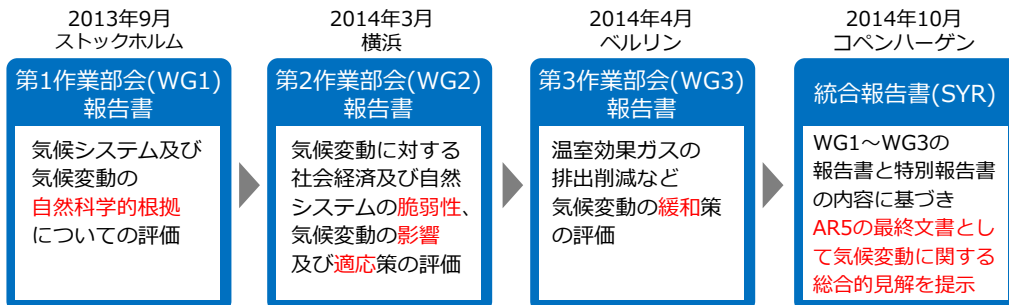 2013年9月
ストックホルム
第1作業部会(WG1)
報告書
気候システム及び
気候変動の
自然科学的根拠
についての評価
2014年3月
横浜
第2作業部会(WG2)
報告書
気候変動に対する
社会経済及び自然
システムの脆弱性、
気候変動の影響
及び適応策の評価
2014年4月
ベルリン
第3作業部会(WG3)
報告書
温室効果ガスの
排出削減など
気候変動の緩和策
の評価
2014年10月
コペンハーゲン
統合報告書(SYR)
WG1～WG3の
報告書と特別報告書
の内容に基づき
AR5の最終文書とし
て気候変動に関する
総合的見解を提示